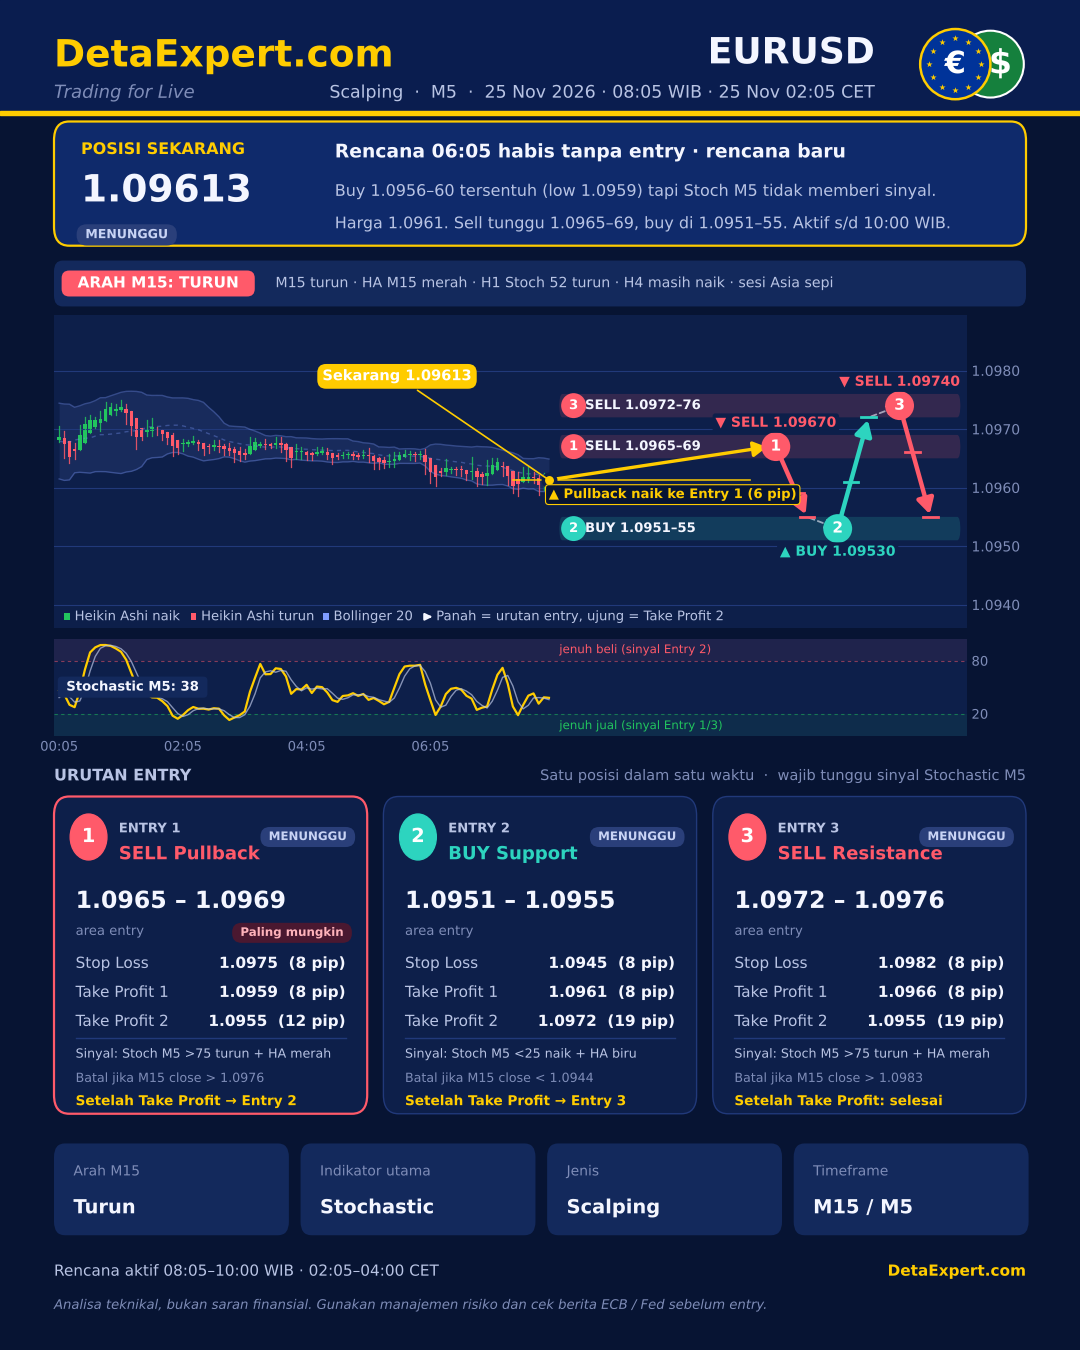 DetaExpert.com
Trading for Live
EURUSD
Scalping · M5 · 25 Nov 2026 · 08:05 WIB · 25 Nov 02:05 CET
€ $
POSISI SEKARANG
1.09613
MENUNGGU
Rencana 06:05 habis tanpa entry · rencana baru
Buy 1.0956–60 tersentuh (low 1.0959) tapi Stoch M5 tidak memberi sinyal.
Harga 1.0961. Sell tunggu 1.0965–69, buy di 1.0951–55. Aktif s/d 10:00 WIB.
ARAH M15: TURUN
M15 turun · HA M15 merah · H1 Stoch 52 turun · H4 masih naik · sesi Asia sepi
Sekarang 1.09613
▼ SELL 1.09740
3 SELL 1.0972–76
3
▼ SELL 1.09670
1 SELL 1.0965–69
1
▲ Pullback naik ke Entry 1 (6 pip)
2 BUY 1.0951–55
2
▲ BUY 1.09530
1.0980
1.0970
1.0960
1.0950
1.0940
Heikin Ashi naik
Heikin Ashi turun
Bollinger 20
Panah = urutan entry, ujung = Take Profit 2
jenuh beli (sinyal Entry 2)
80
Stochastic M5: 38
20
jenuh jual (sinyal Entry 1/3)
00:05 02:05 04:05 06:05
URUTAN ENTRY
Satu posisi dalam satu waktu · wajib tunggu sinyal Stochastic M5
1
ENTRY 1
MENUNGGU
SELL Pullback
1.0965 – 1.0969
area entry
Paling mungkin
Stop Loss 1.0975 (8 pip)
Take Profit 1 1.0959 (8 pip)
Take Profit 2 1.0955 (12 pip)
Sinyal: Stoch M5 >75 turun + HA merah
Batal jika M15 close > 1.0976
Setelah Take Profit → Entry 2
2
ENTRY 2
MENUNGGU
BUY Support
1.0951 – 1.0955
area entry
Stop Loss 1.0945 (8 pip)
Take Profit 1 1.0961 (8 pip)
Take Profit 2 1.0972 (19 pip)
Sinyal: Stoch M5 <25 naik + HA biru
Batal jika M15 close < 1.0944
Setelah Take Profit → Entry 3
3
ENTRY 3
MENUNGGU
SELL Resistance
1.0972 – 1.0976
area entry
Stop Loss 1.0982 (8 pip)
Take Profit 1 1.0966 (8 pip)
Take Profit 2 1.0955 (19 pip)
Sinyal: Stoch M5 >75 turun + HA merah
Batal jika M15 close > 1.0983
Setelah Take Profit: selesai
Arah M15
Turun
Indikator utama
Stochastic
Jenis
Scalping
Timeframe
M15 / M5
Rencana aktif 08:05–10:00 WIB · 02:05–04:00 CET
DetaExpert.com
Analisa teknikal, bukan saran finansial. Gunakan manajemen risiko dan cek berita ECB / Fed sebelum entry.